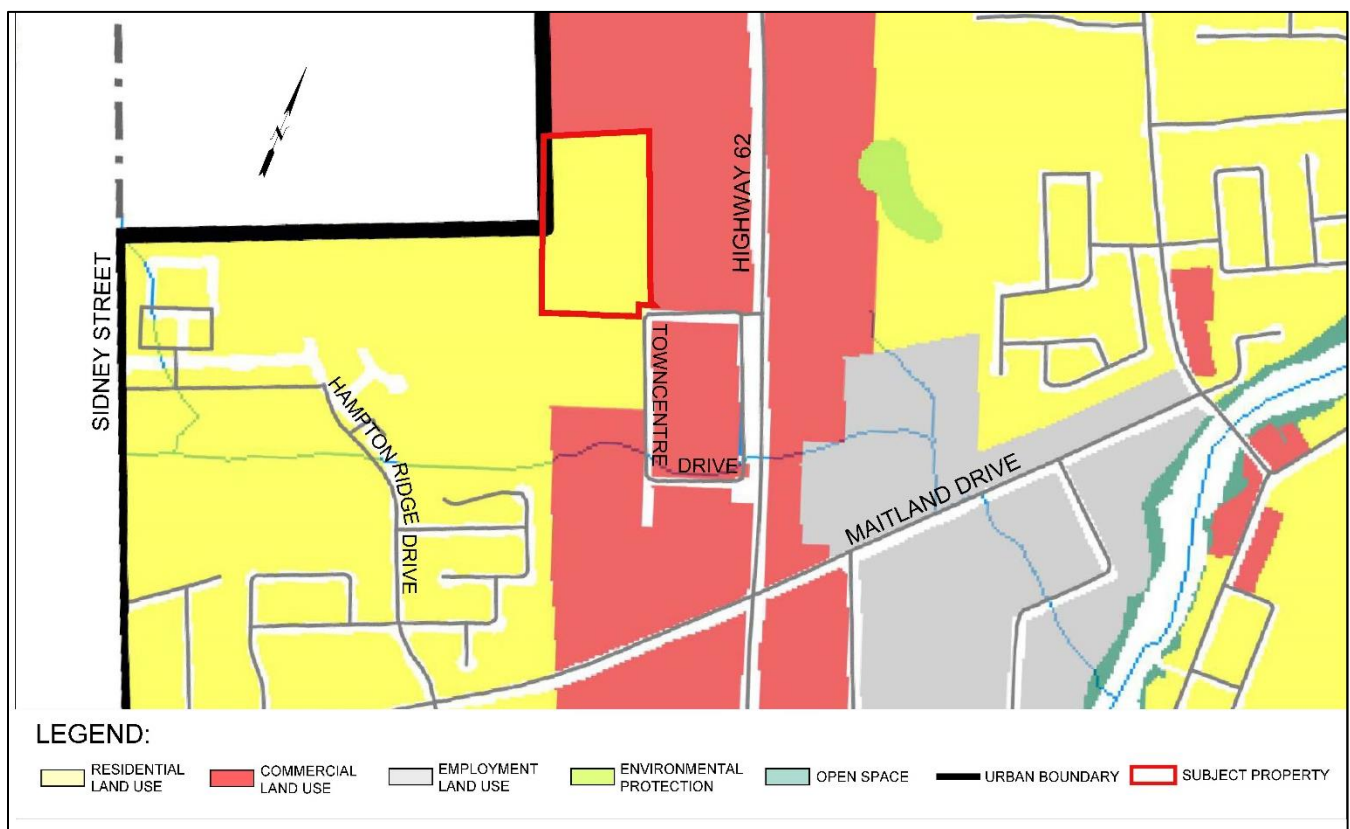 N
HIGHWAY 62
SIDNEY STREET
TOWNCENTRE
DRIVE
HAMPTON RIDGE DRIVE
MAITLAND DRIVE
LEGEND:
RESIDENTIAL
LAND USE
COMMERCIAL
LAND USE
EMPLOYMENT
LAND USE
ENVIRONMENTAL
PROTECTION
OPEN SPACE
URBAN BOUNDARY
SUBJECT PROPERTY